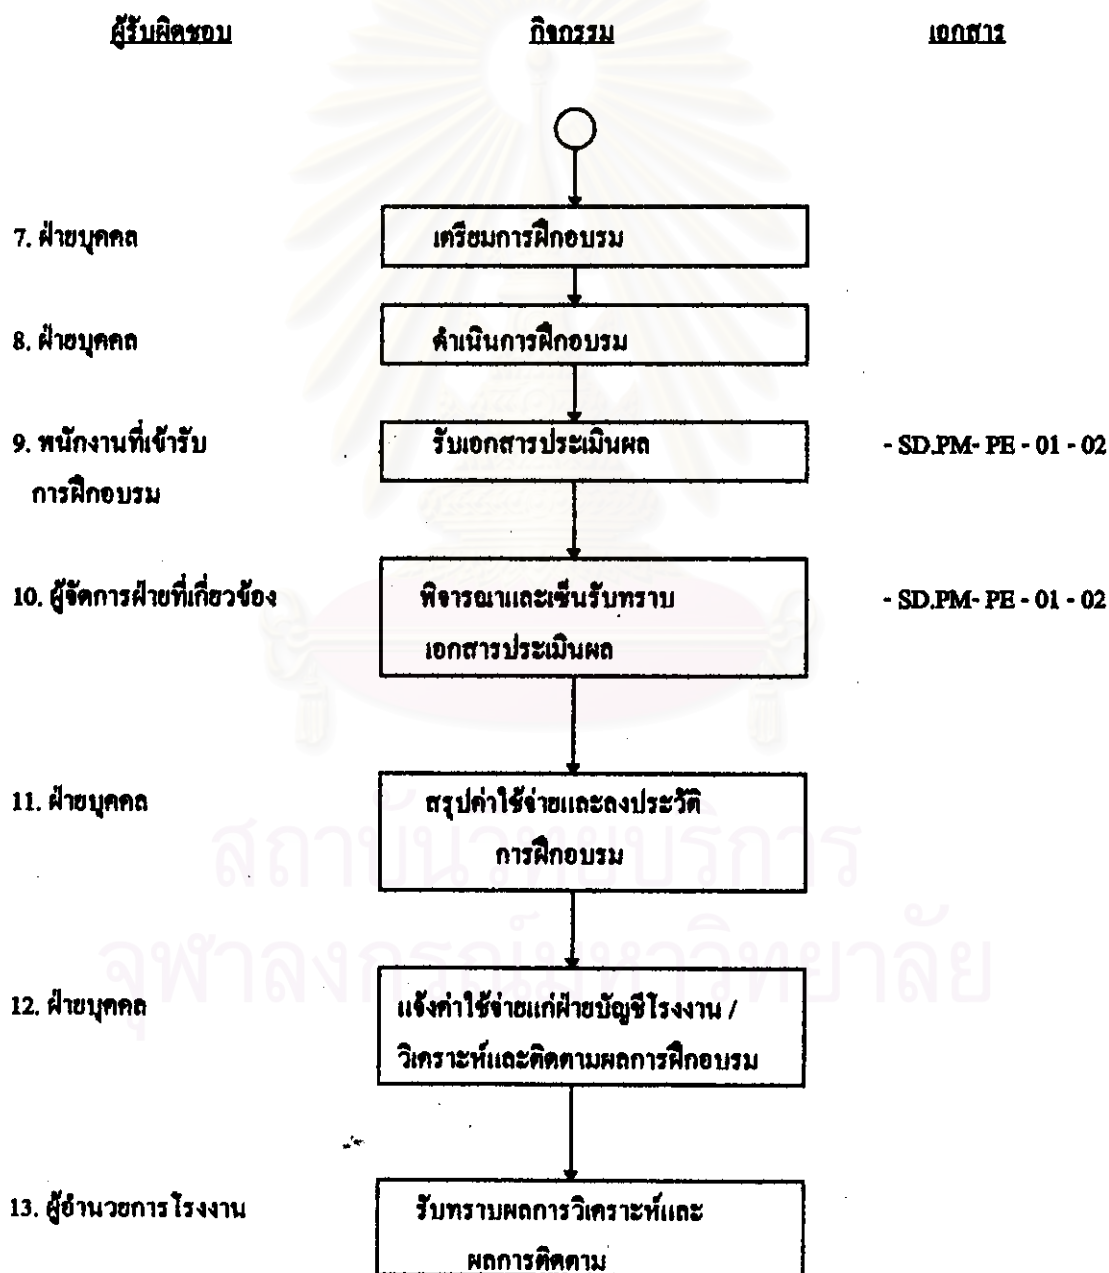 ผู้รับผิดชอบ กิจกรรม เอกสาร
7. ฝ่ายบุคคล เตรียมการฝึกอบรม
8. ฝ่ายบุคคล ดำเนินการฝึกอบรม
9. พนักงานที่เข้ารับ รับเอกสารประเมินผล - SD.PM- PE - 01 - 02
การฝึกอบรม
10. ผู้จัดการฝ่ายที่เกี่ยวข้อง พิจารณาและเซ็นรับทราบ - SD.PM- PE - 01 - 02
เอกสารประเมินผล
11. ฝ่ายบุคคล สรุปค่าใช้จ่ายและลงประวัติ
การฝึกอบรม
สถาบันวิทยบริการ
จุฬาลงกรณ์มหาวิทยาลัย
12. ฝ่ายบุคคล แจ้งค่าใช้จ่ายแก่ฝ่ายบัญชีโรงงาน /
วิเคราะห์และติดตามผลการฝึกอบรม
13. ผู้อำนวยการโรงงาน รับทราบผลการวิเคราะห์และ
ผลการติดตาม